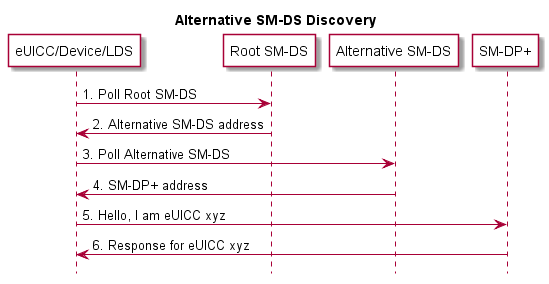 Alternative SM-DS Discovery
eUICC/Device/LDS
Root SM-DS
Alternative SM-DS
SM-DP+
1. Poll Root SM-DS
2. Alternative SM-DS address
3. Poll Alternative SM-DS
4. SM-DP+ address
5. Hello, I am eUICC xyz
6. Response for eUICC xyz